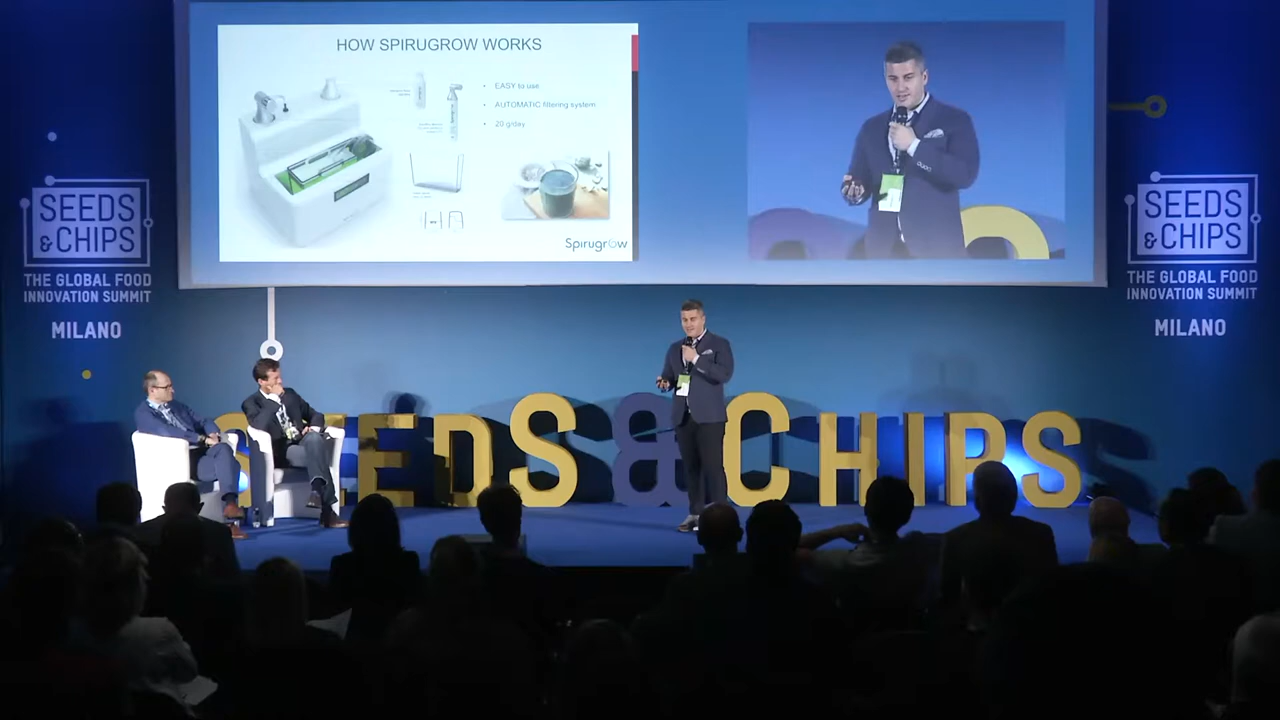 HOW SPIRUGROW WORKS
• EASY to use
• AUTOMATIC filtering system
• 20 g/day
Spirugrow
SEEDS
& CHIPS
THE GLOBAL FOOD
INNOVATION SUMMIT
MILANO
SEEDS
& CHIPS
THE GLOBAL FOOD
INNOVATION SUMMIT
MILANO
SEEDS & CHIPS